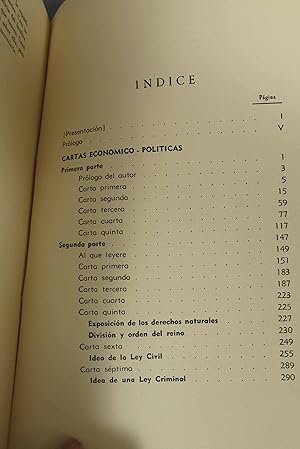 INDICE
Página
[Presentación] . . . . I
Prólogo . . . . V
CARTAS ECONOMICO - POLITICAS
Primera parte . . . . 1
Prólogo del autor . . . . 3
Carta primera . . . . 5
Carta segunda . . . . 15
Carta tercera . . . . 59
Carta cuarta . . . . 77
Carta quinta . . . . 117
Segunda parte . . . . 147
Al que leyere . . . . 149
Carta primera . . . . 151
Carta segunda . . . . 183
Carta tercera . . . . 187
Carta cuarta . . . . 223
Carta quinta . . . . 225
Exposición de los derechos naturales . . 227
División y orden del reino . . . 230
Carta sexta . . . . 249
Idea de la Ley Civil . . . . 255
Carta séptima . . . . 289
Idea de una Ley Criminal . . . . 290